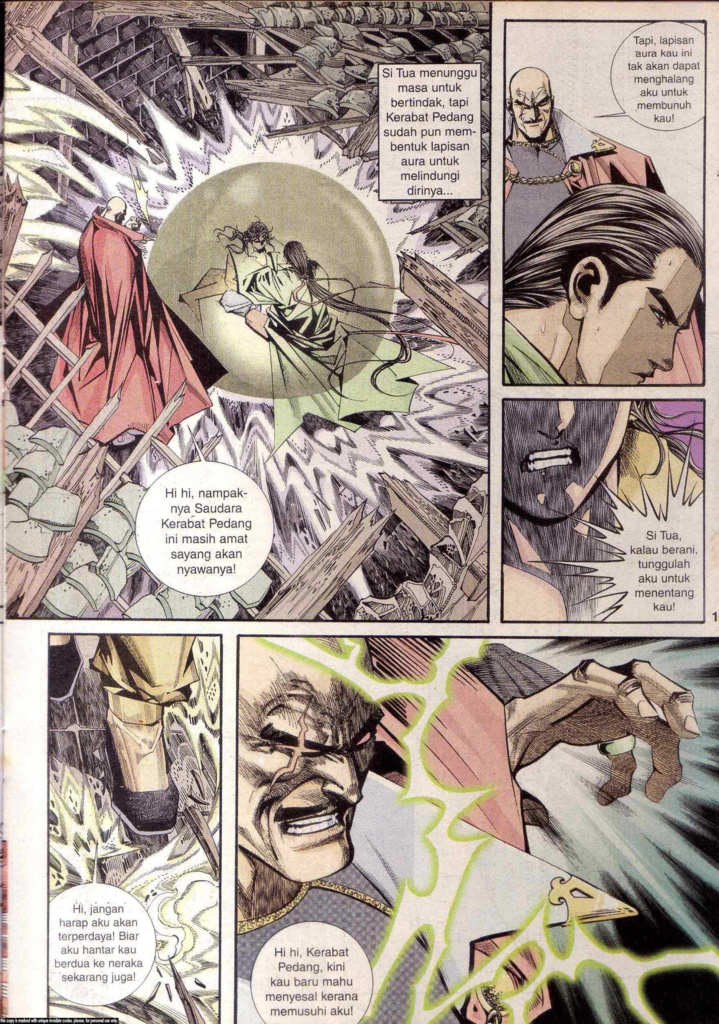 Si Tua menunggu
masa untuk
bertindak, tapi
Kerabat Pedang
sudah pun mem-
bentuk lapisan
aura untuk
melindungi
dirinya...
Hi hi, nampak-
nya Saudara
Kerabat Pedang
ini masih amat
sayang akan
nyawanya!
Tapi, lapisan
aura kau ini
tak akan dapat
menghalang
aku untuk
membunuh
kau!
Si Tua,
kalau berani,
tunggulah
aku untuk
menentang
kau!
1
Hi, jangan
harap aku akan
terperdaya! Biar
aku hantar kau
berdua ke neraka
sekarang juga!
Hi hi, Kerabat
Pedang, kini
kau baru mahu
menyesal kerana
memusuhi aku!